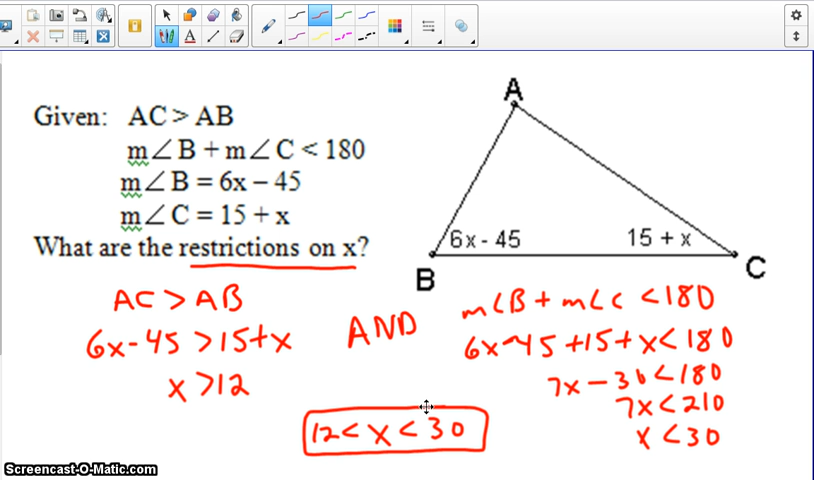 Given: AC > AB
m∠B + m∠C < 180
m∠B = 6x – 45
m∠C = 15 + x
What are the restrictions on x?
A
6x - 45
15 + x
B
C
AC > AB
6x - 45 > 15 + x
x > 12
AND
m∠B + m∠C < 180
6x - 45 + 15 + x < 180
7x - 30 < 180
7x < 210
x < 30
12 < x < 30
Screencast-O-Matic.com